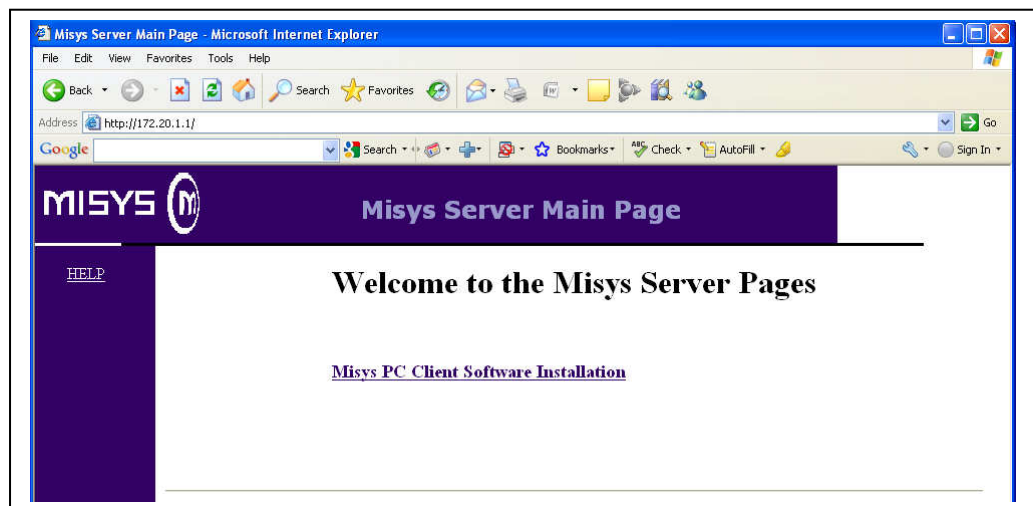 Misys Server Main Page - Microsoft Internet Explorer
File Edit View Favorites Tools Help
Back Search Favorites
Address http://172.20.1.1/ Go
Google Search Bookmarks Check AutoFill Sign In
MISYS m Misys Server Main Page
HELP
Welcome to the Misys Server Pages
Misys PC Client Software Installation